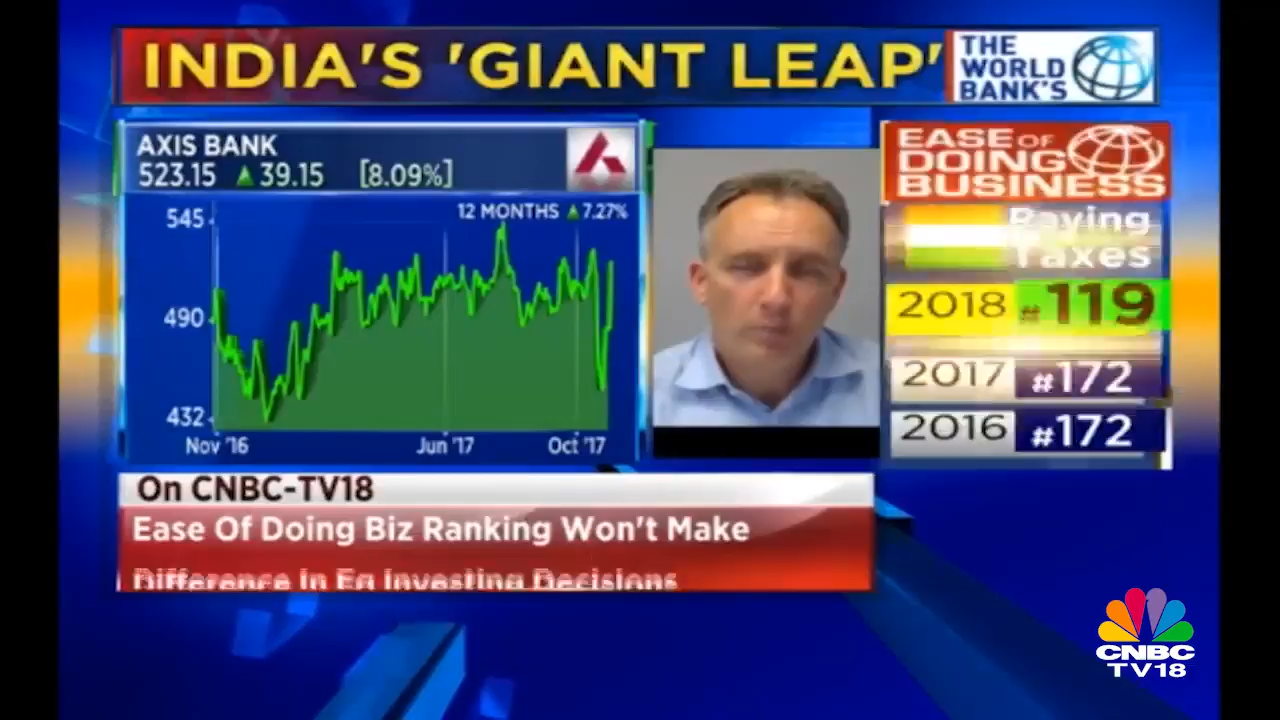 INDIA'S 'GIANT LEAP'
THE
WORLD
BANK'S
AXIS BANK
523.15 ▲ 39.15 [8.09%]
12 MONTHS ▲ 7.27%
545
490
432
Nov '16 Jun '17 Oct '17
EASE OF
DOING
BUSINESS
Paying
Taxes
2018 #119
2017 #172
2016 #172
On CNBC-TV18
Ease Of Doing Biz Ranking Won't Make
Difference In Eq Investing Decisions
CNBC
TV18